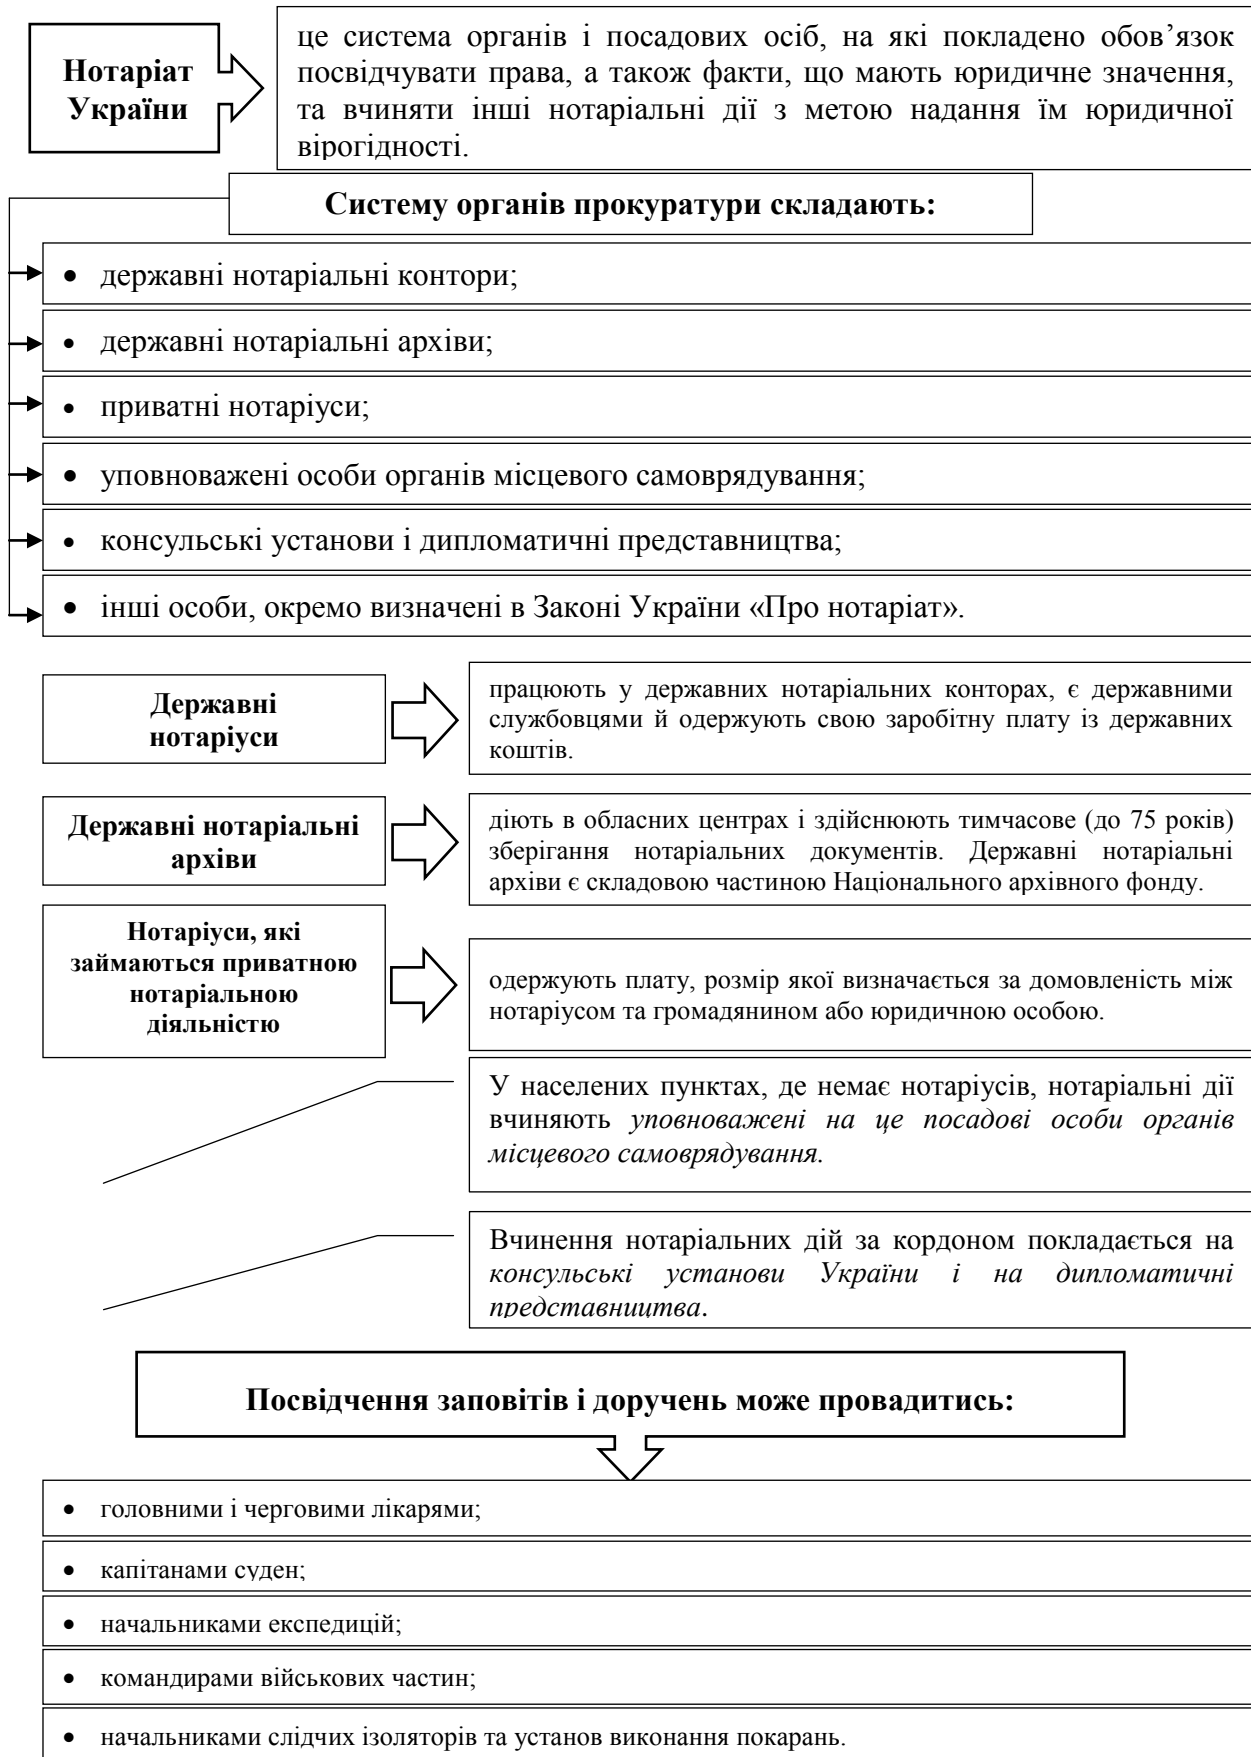 Нотаріат
України
це система органів і посадових осіб, на які покладено обов’язок
посвідчувати права, а також факти, що мають юридичне значення,
та вчиняти інші нотаріальні дії з метою надання їм юридичної
вірогідності.
Систему органів прокуратури складають:
• державні нотаріальні контори;
• державні нотаріальні архіви;
• приватні нотаріуси;
• уповноважені особи органів місцевого самоврядування;
• консульські установи і дипломатичні представництва;
• інші особи, окремо визначені в Законі України «Про нотаріат».
Державні
нотаріуси
працюють у державних нотаріальних конторах, є державними
службовцями й одержують свою заробітну плату із державних
коштів.
Державні нотаріальні
архіви
діють в обласних центрах і здійснюють тимчасове (до 75 років)
зберігання нотаріальних документів. Державні нотаріальні
архіви є складовою частиною Національного архівного фонду.
Нотаріуси, які
займаються приватною
нотаріальною
діяльністю
одержують плату, розмір якої визначається за домовленість між
нотаріусом та громадянином або юридичною особою.
У населених пунктах, де немає нотаріусів, нотаріальні дії
вчиняють уповноважені на це посадові особи органів
місцевого самоврядування.
Вчинення нотаріальних дій за кордоном покладається на
консульські установи України і на дипломатичні
представництва.
Посвідчення заповітів і доручень може провадитись:
• головними і черговими лікарями;
• капітанами суден;
• начальниками експедицій;
• командирами військових частин;
• начальниками слідчих ізоляторів та установ виконання покарань.